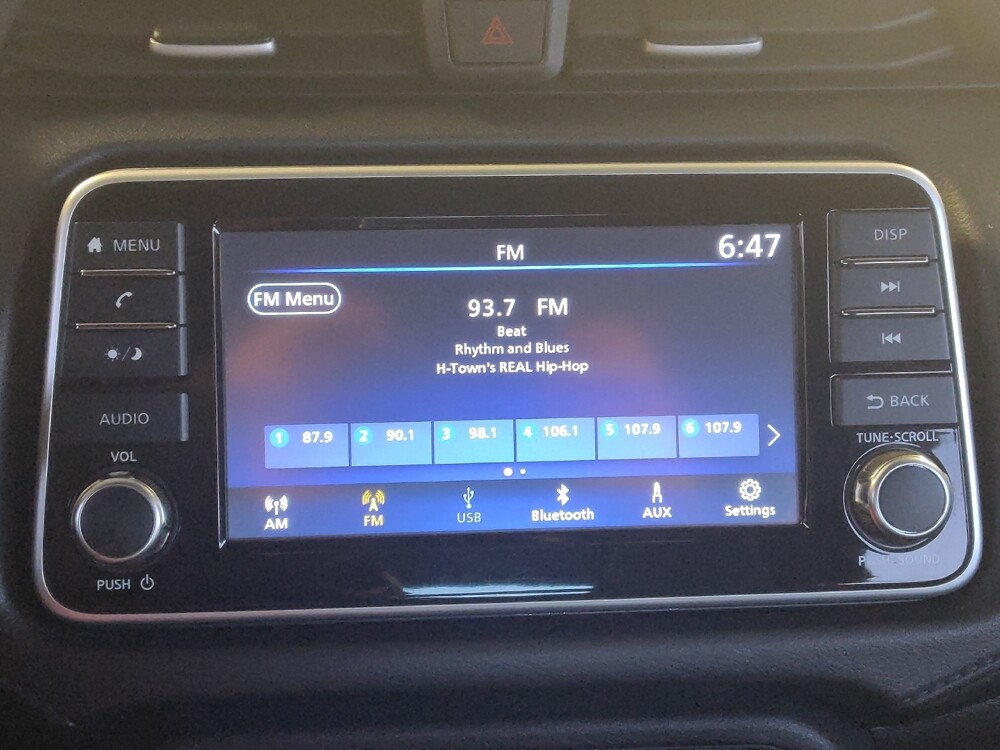 MENU
AUDIO
VOL
PUSH
FM
6:47
FM Menu
93.7 FM
Beat
Rhythm and Blues
H-Town's REAL Hip-Hop
1 87.9 2 90.1 3 98.1 4 106.1 5 107.9 6 107.9
AM FM USB Bluetooth AUX Settings
DISP
BACK
TUNE·SCROLL
PUSH·SOUND